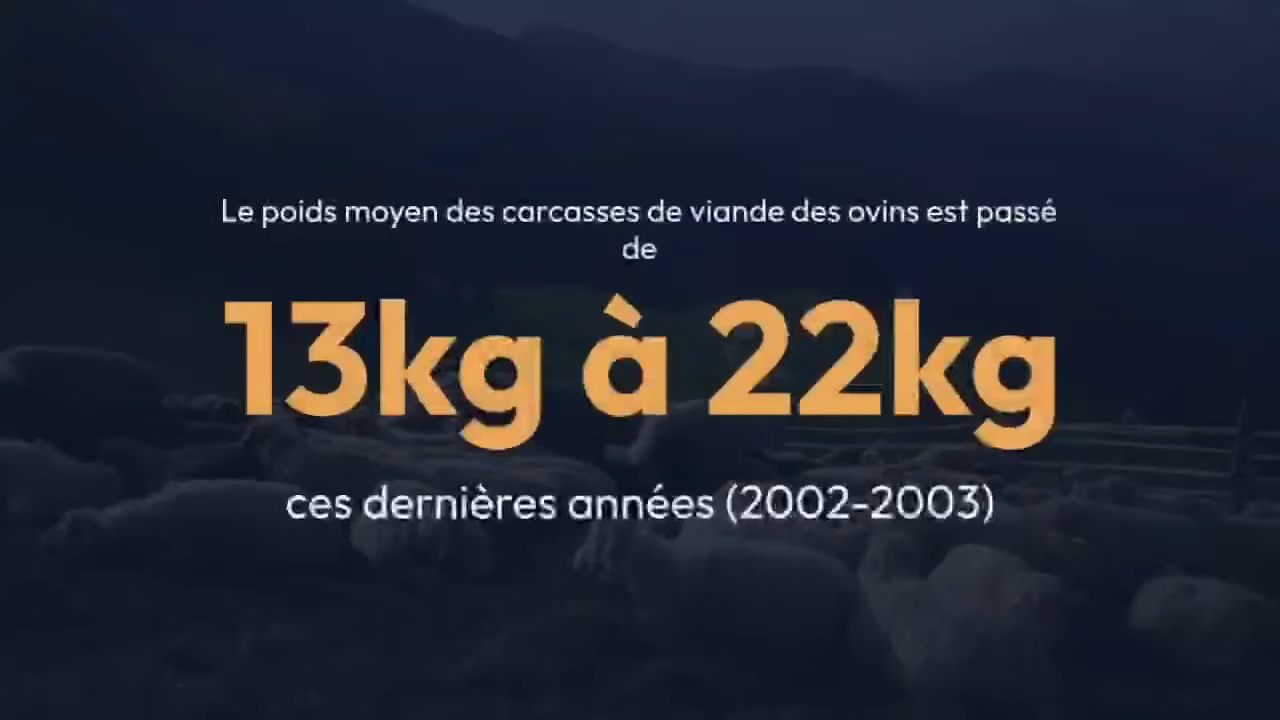 Le poids moyen des carcasses de viande des ovins est passé
de
13kg à 22kg
ces dernières années (2002-2003)